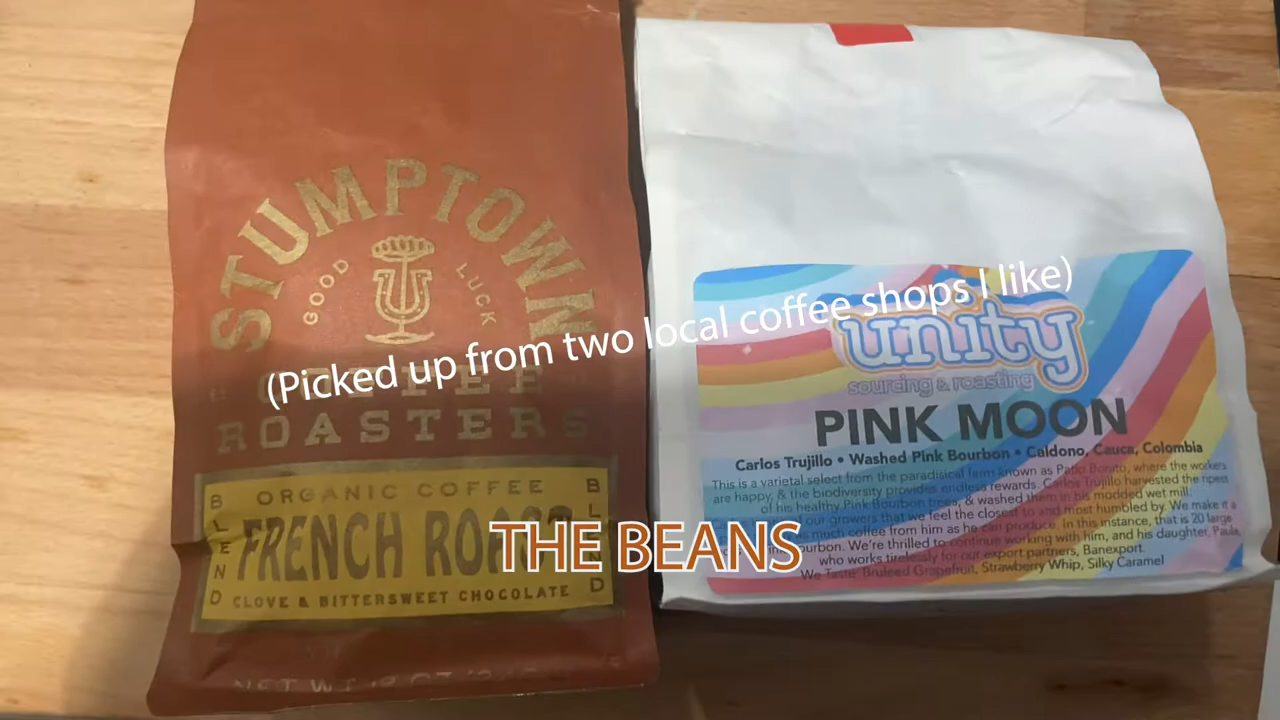 STUMPTOWN
GOOD LUCK
COFFEE
ROASTERS
BLEND
ORGANIC COFFEE
FRENCH ROAST
CLOVE & BITTERSWEET CHOCOLATE
BLEND
NET WT 12 OZ
(Picked up from two local coffee shops I like)
THE BEANS
unity
sourcing & roasting
PINK MOON
Carlos Trujillo • Washed Pink Bourbon • Caldono, Cauca, Colombia
This is a varietal select from the paradisical farm known as Patio Bonito, where the workers
are happy, & the biodiversity provides endless rewards. Carlos Trujillo harvested the ripest
of his healthy Pink Bourbon trees, & washed them in his modded wet mill.
of our growers that we feel the closest to and most humbled by. We make it a
much coffee from him as he can produce. In this instance, that is 20 large
bourbon. We're thrilled to continue working with him, and his daughter, Paula,
who works tirelessly for our export partners, Banexport.
We Taste: Bruleed Grapefruit, Strawberry Whip, Silky Caramel